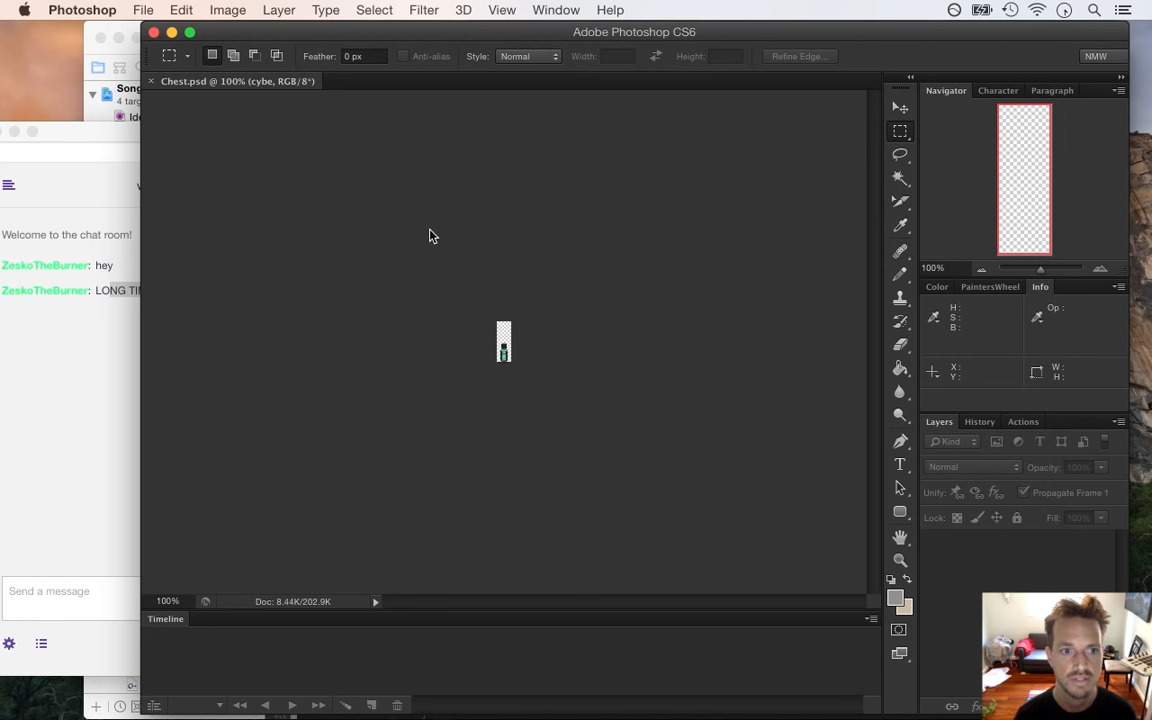 Photoshop File Edit Image Layer Type Select Filter 3D View Window Help
Adobe Photoshop CS6
Feather: 0 px Anti-alias Style: Normal Width: Height: Refine Edge... NMW
× Chest.psd @ 100% (cybe, RGB/8*)
Song
4 targ
Ide
Navigator Character Paragraph
Welcome to the chat room!
ZeskoTheBurner: hey
ZeskoTheBurner: LONG TIM
100%
Color PaintersWheel Info
H: Op:
S:
B:
X: W:
Y: H:
Layers History Actions
Kind
Normal Opacity: 100%
Unify: Propagate Frame 1
Lock: Fill: 100%
Send a message
100% Doc: 8.44K/202.9K
Timeline